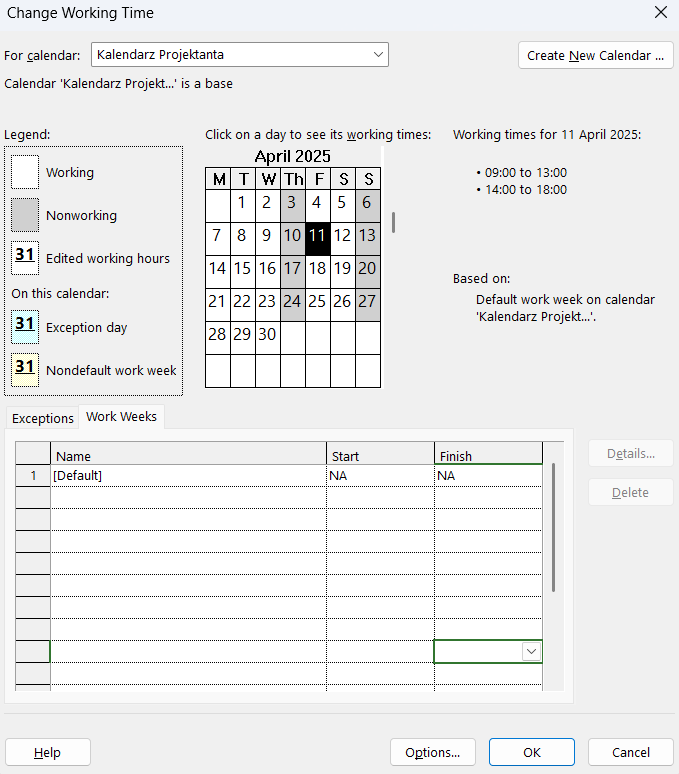 Change Working Time
For calendar: Kalendarz Projektanta Create New Calendar ...
Calendar 'Kalendarz Projekt...' is a base
Legend:
Working
Nonworking
31 Edited working hours
On this calendar:
31 Exception day
31 Nondefault work week
Click on a day to see its working times:
April 2025
M T W Th F S S
1 2 3 4 5 6
7 8 9 10 11 12 13
14 15 16 17 18 19 20
21 22 23 24 25 26 27
28 29 30
Working times for 11 April 2025:
• 09:00 to 13:00
• 14:00 to 18:00
Based on:
Default work week on calendar
'Kalendarz Projekt...'.
Exceptions Work Weeks
Name Start Finish
1 [Default] NA NA
Details...
Delete
Help Options... OK Cancel